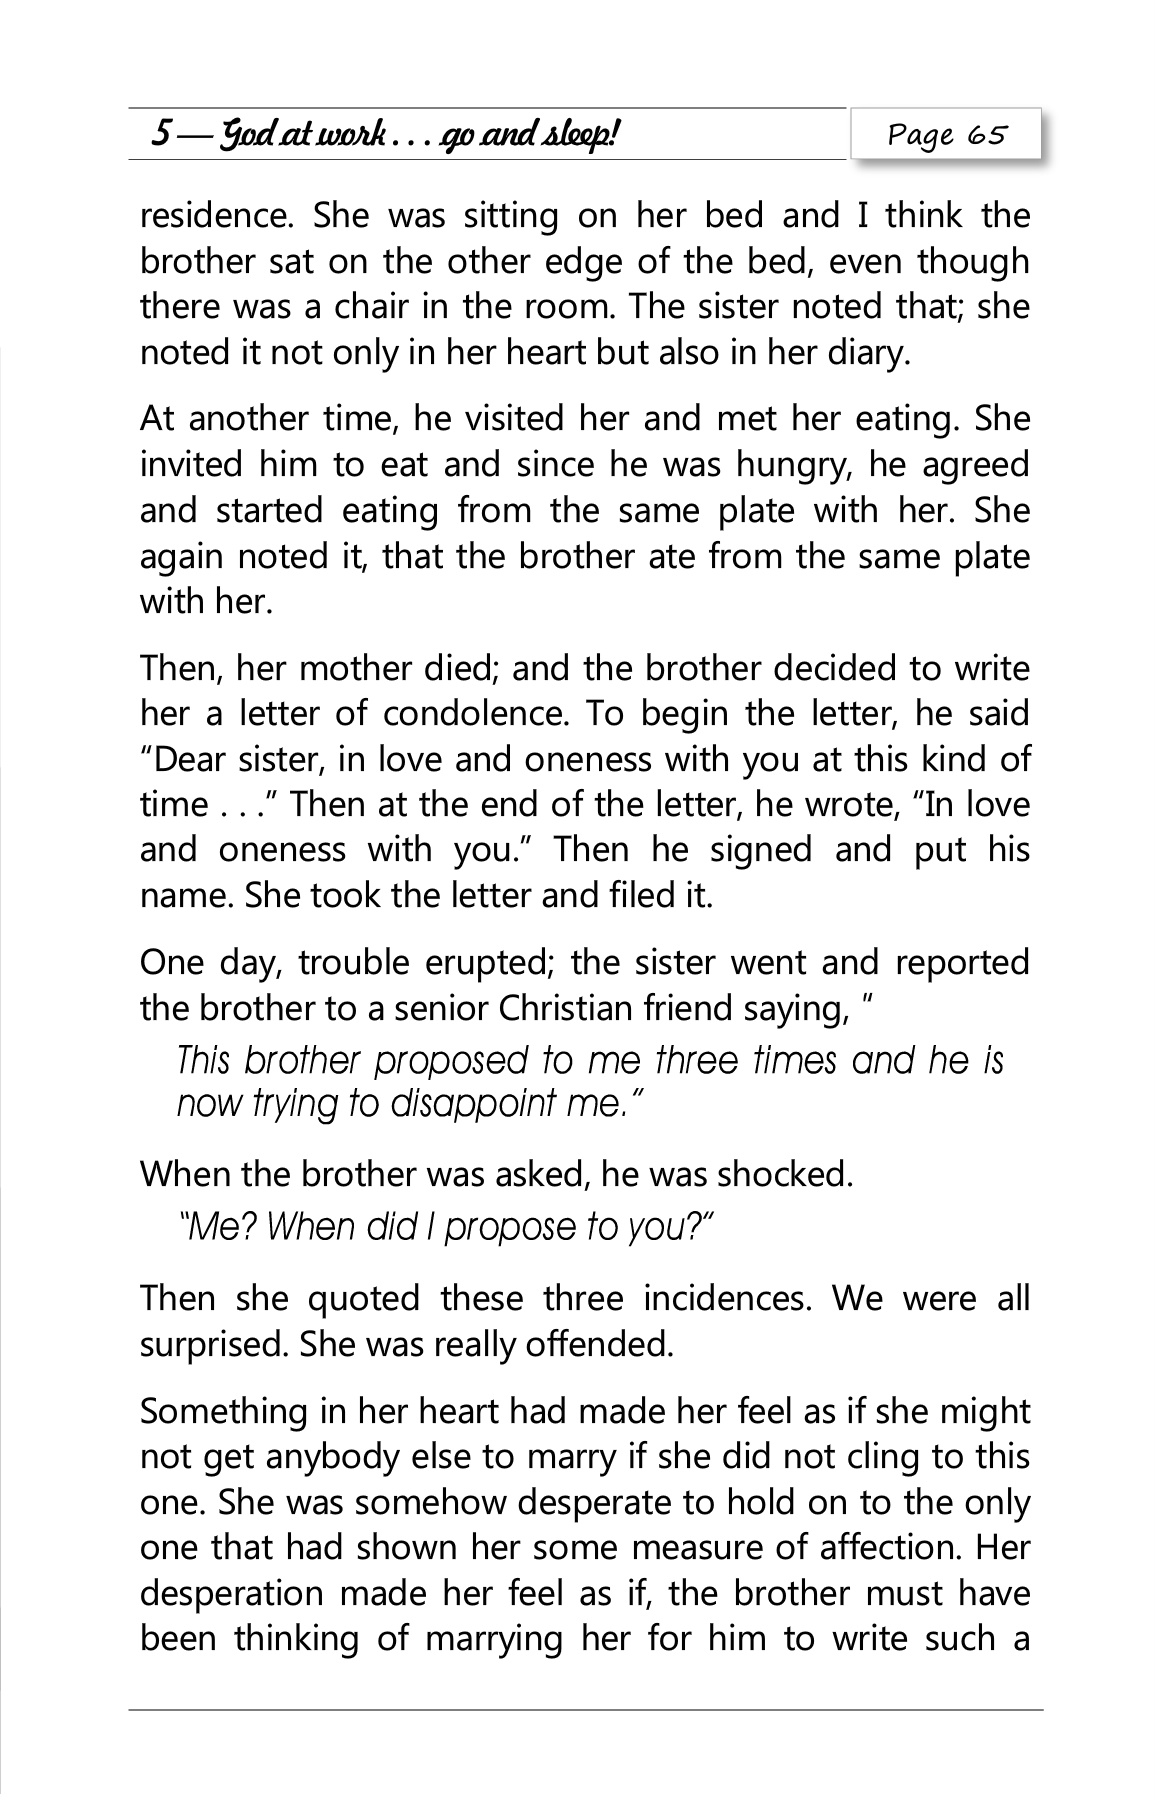 5 — God at work . . . go and sleep!
Page 65
residence. She was sitting on her bed and I think the
brother sat on the other edge of the bed, even though
there was a chair in the room. The sister noted that; she
noted it not only in her heart but also in her diary.
At another time, he visited her and met her eating. She
invited him to eat and since he was hungry, he agreed
and started eating from the same plate with her. She
again noted it, that the brother ate from the same plate
with her.
Then, her mother died; and the brother decided to write
her a letter of condolence. To begin the letter, he said
“Dear sister, in love and oneness with you at this kind of
time . . .” Then at the end of the letter, he wrote, “In love
and oneness with you.” Then he signed and put his
name. She took the letter and filed it.
One day, trouble erupted; the sister went and reported
the brother to a senior Christian friend saying, "
This brother proposed to me three times and he is
now trying to disappoint me.”
When the brother was asked, he was shocked.
“Me? When did I propose to you?”
Then she quoted these three incidences. We were all
surprised. She was really offended.
Something in her heart had made her feel as if she might
not get anybody else to marry if she did not cling to this
one. She was somehow desperate to hold on to the only
one that had shown her some measure of affection. Her
desperation made her feel as if, the brother must have
been thinking of marrying her for him to write such a